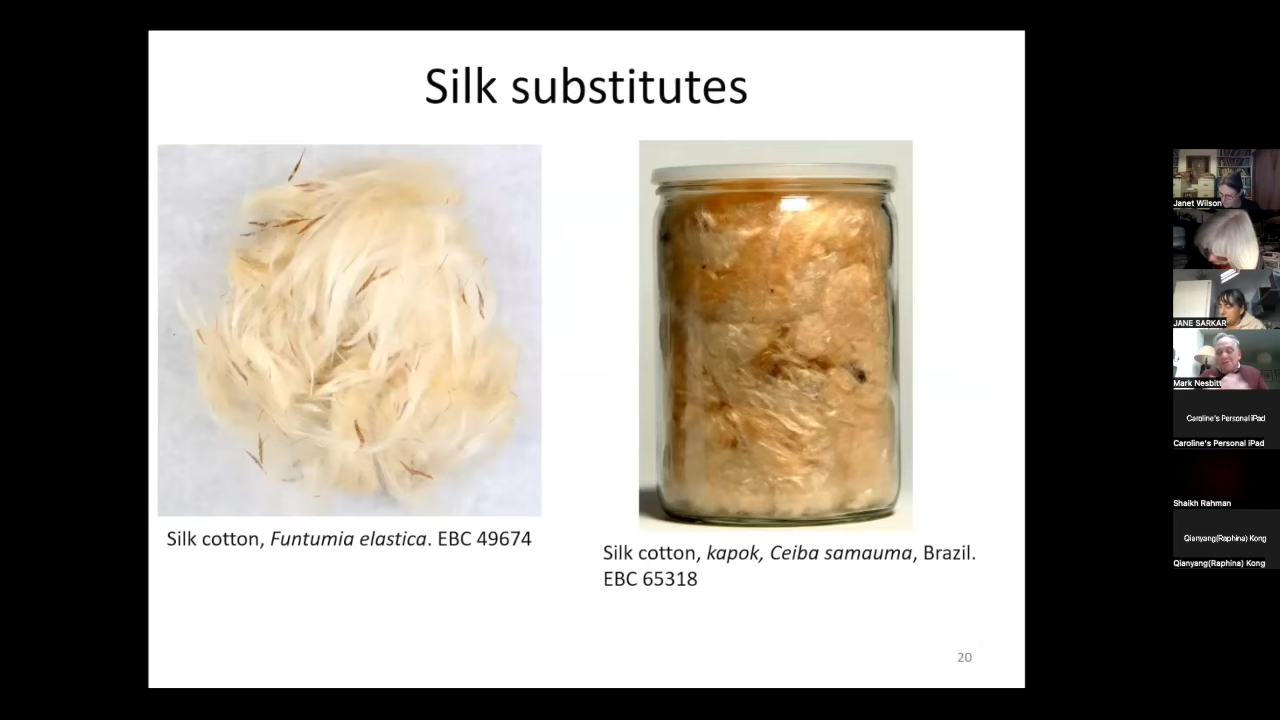 Silk substitutes
Silk cotton, Funtumia elastica. EBC 49674
Silk cotton, kapok, Ceiba samauma, Brazil.
EBC 65318
20
Janet Wilson
JANE SARKAR
Mark Nesbitt
Caroline's Personal iPad
Caroline's Personal iPad
Shaikh Rahman
Qianyang(Raphina) Kong
Qianyang(Raphina) Kong